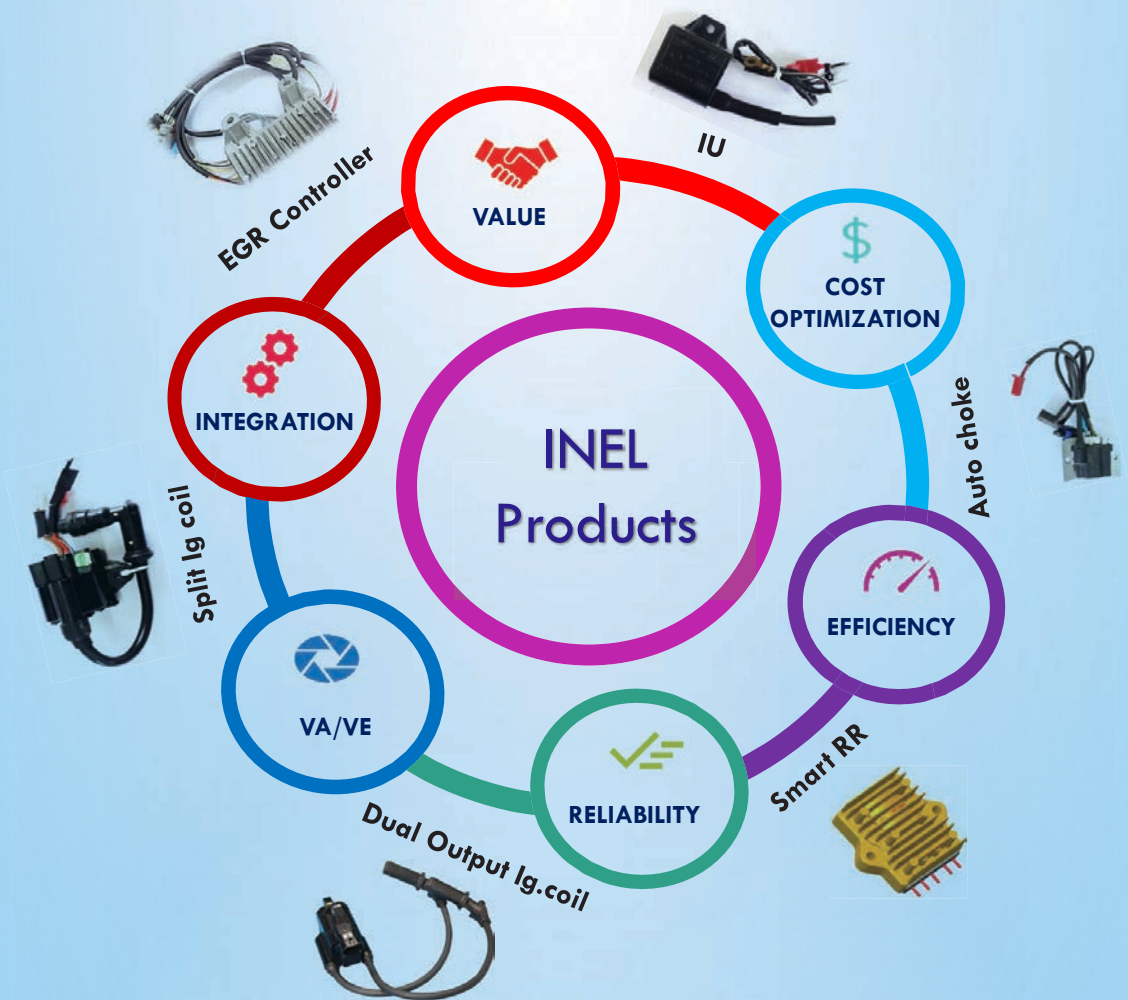 IU
EGR Controller
VALUE
COST
OPTIMIZATION
Auto choke
INTEGRATION
INEL
Products
Split Ig coil
EFFICIENCY
VA/VE
Smart RR
RELIABILITY
Dual Output Ig.coil